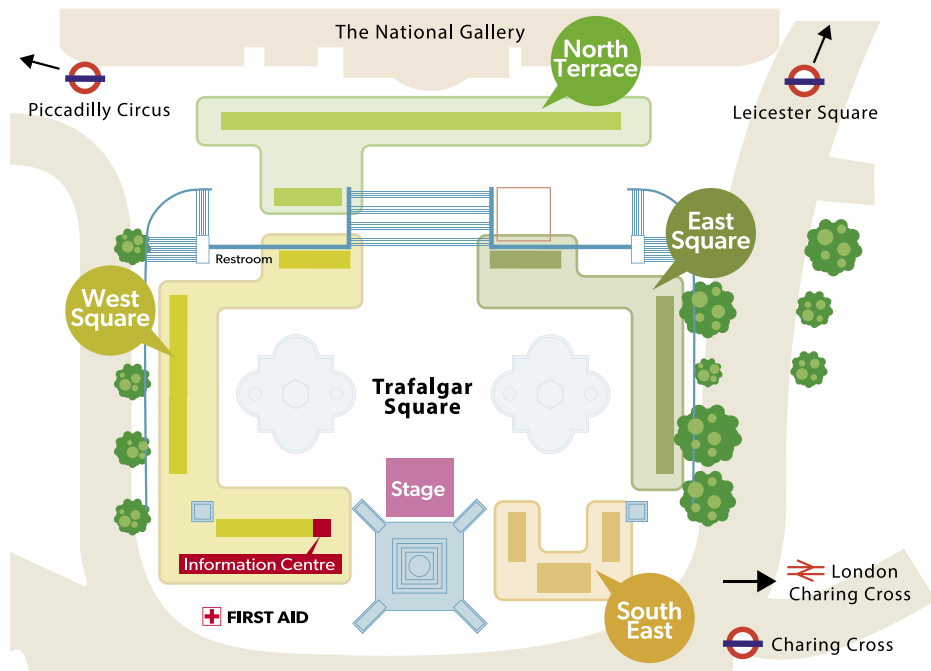 The National Gallery
North
Terrace
Piccadilly Circus
Leicester Square
East
Square
Restroom
West
Square
Trafalgar
Square
Stage
Information Centre
FIRST AID
South
East
London
Charing Cross
Charing Cross